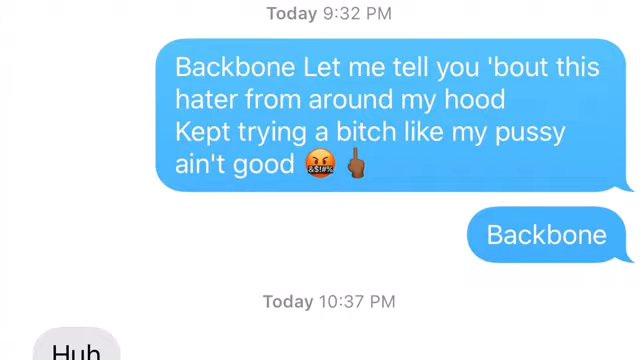 Today 9:32 PM
Backbone Let me tell you 'bout this
hater from around my hood
Kept trying a bitch like my pussy
ain't good 🤬 🖕🏾
Backbone
Today 10:37 PM
Huh